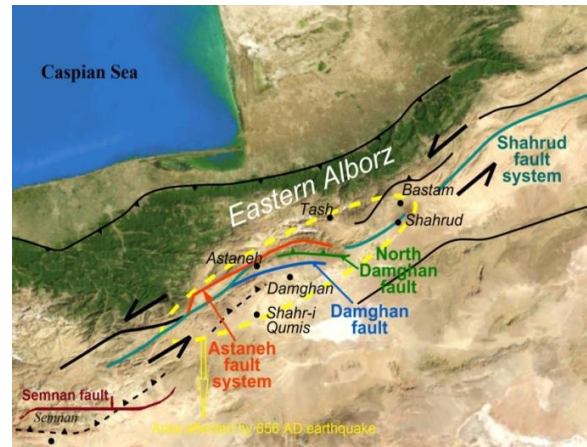 Caspian Sea
Eastern Alborz
Shahrud
fault
system
Bastam
Tash
Shahrud
Astaneh
North
Damghan
fault
Damghan
Damghan
fault
Shahr-i
Qumis
Astaneh
fault
system
Semnan fault
Semnan
Area affected by 856 AD earthquake